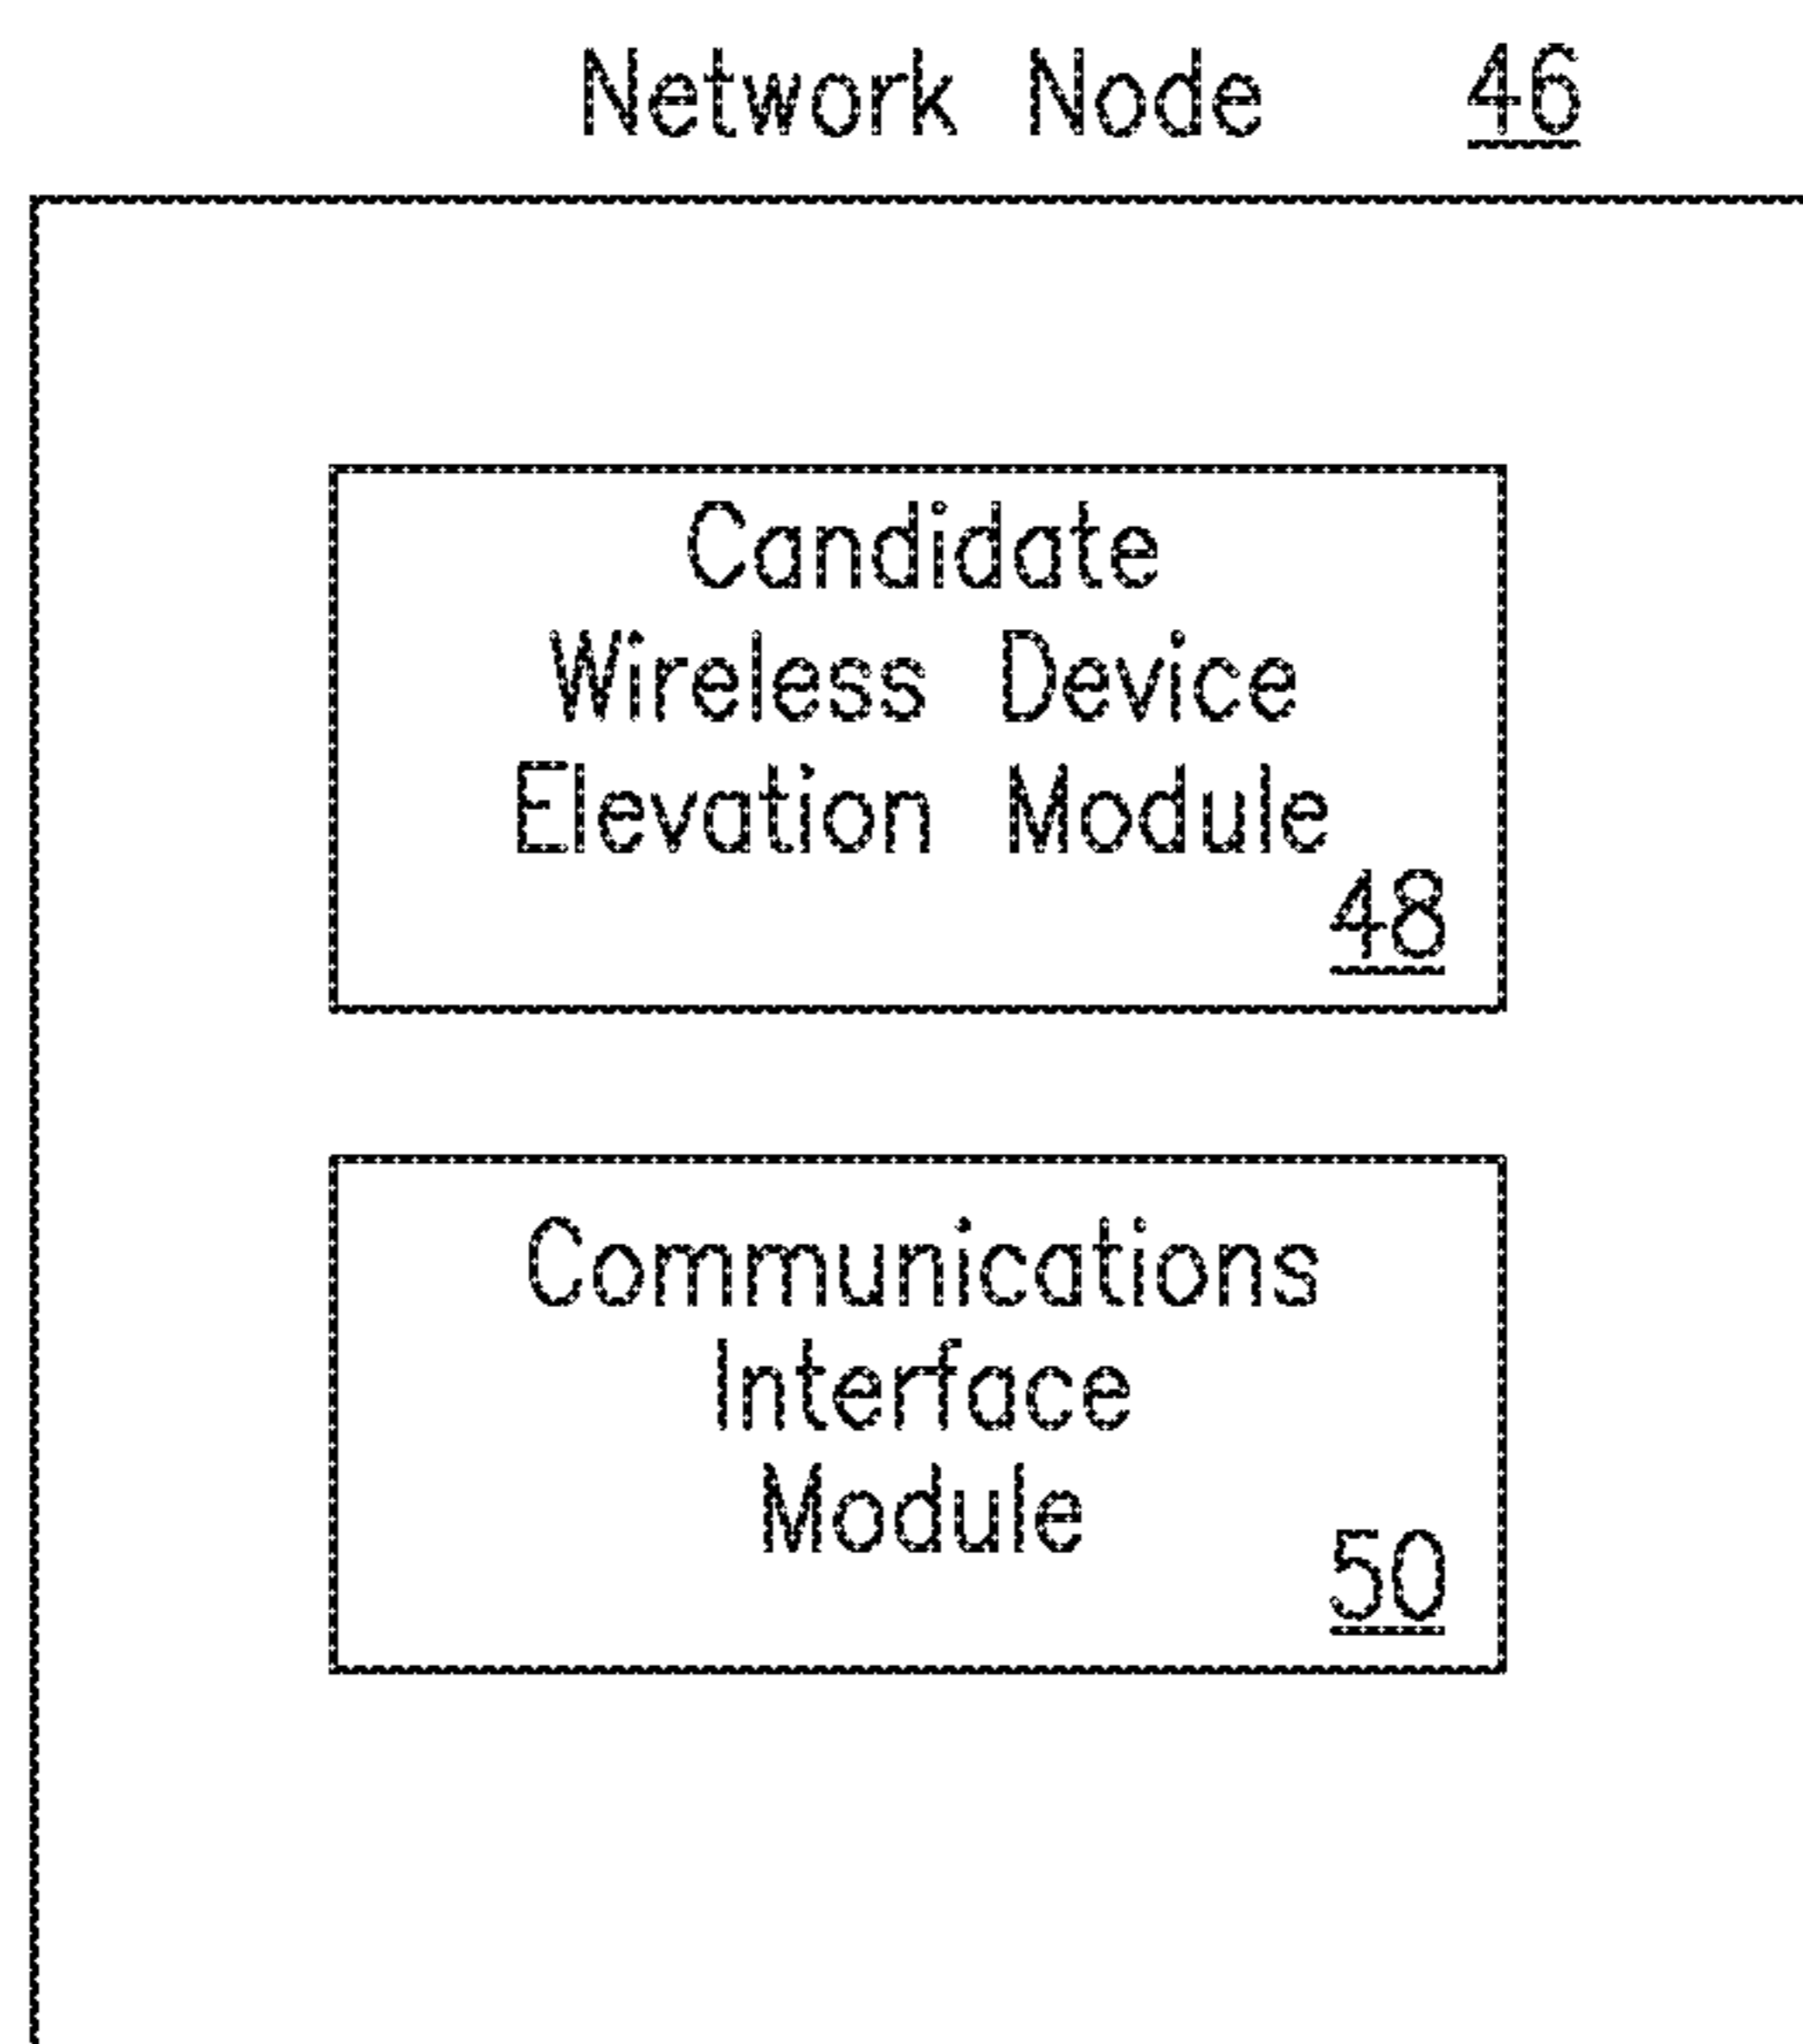 Network Node 46
Candidate
Wireless Device
Elevation Module
48
Communications
Interface
Module
50